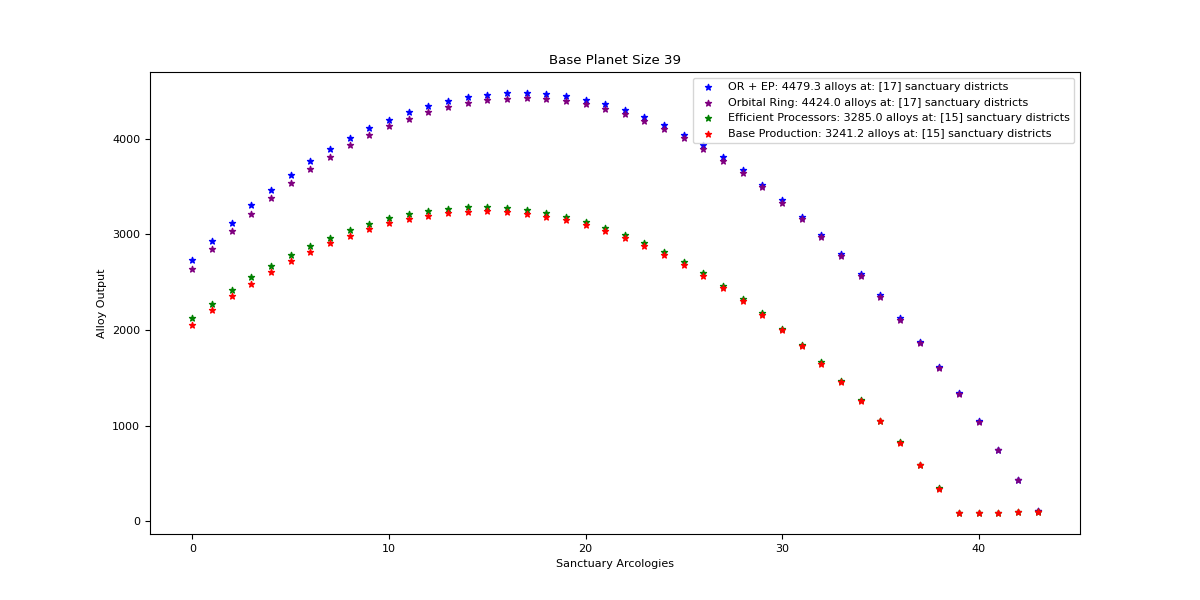 Base Planet Size 39
OR + EP: 4479.3 alloys at: [17] sanctuary districts
Orbital Ring: 4424.0 alloys at: [17] sanctuary districts
Efficient Processors: 3285.0 alloys at: [15] sanctuary districts
Base Production: 3241.2 alloys at: [15] sanctuary districts
Alloy Output
4000
3000
2000
1000
0
0 10 20 30 40
Sanctuary Arcologies